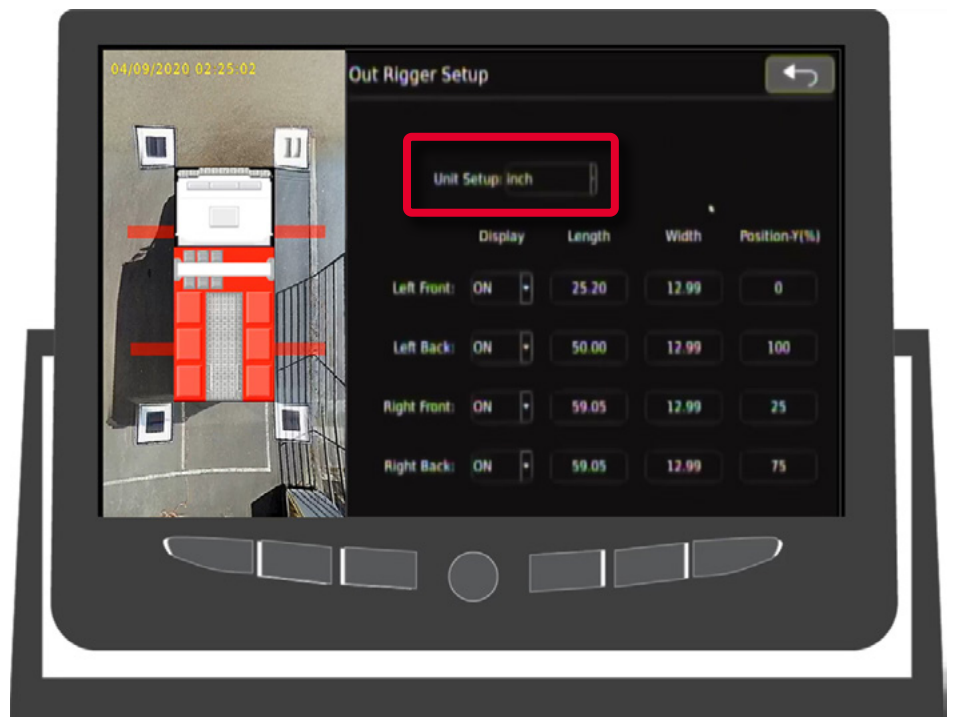 04/09/2020 02:25:02
Out Rigger Setup
Unit Setup: inch
Display Length Width Position-Y(%)
Left Front: ON 25.20 12.99 0
Left Back: ON 50.00 12.99 100
Right Front: ON 59.05 12.99 25
Right Back: ON 59.05 12.99 75